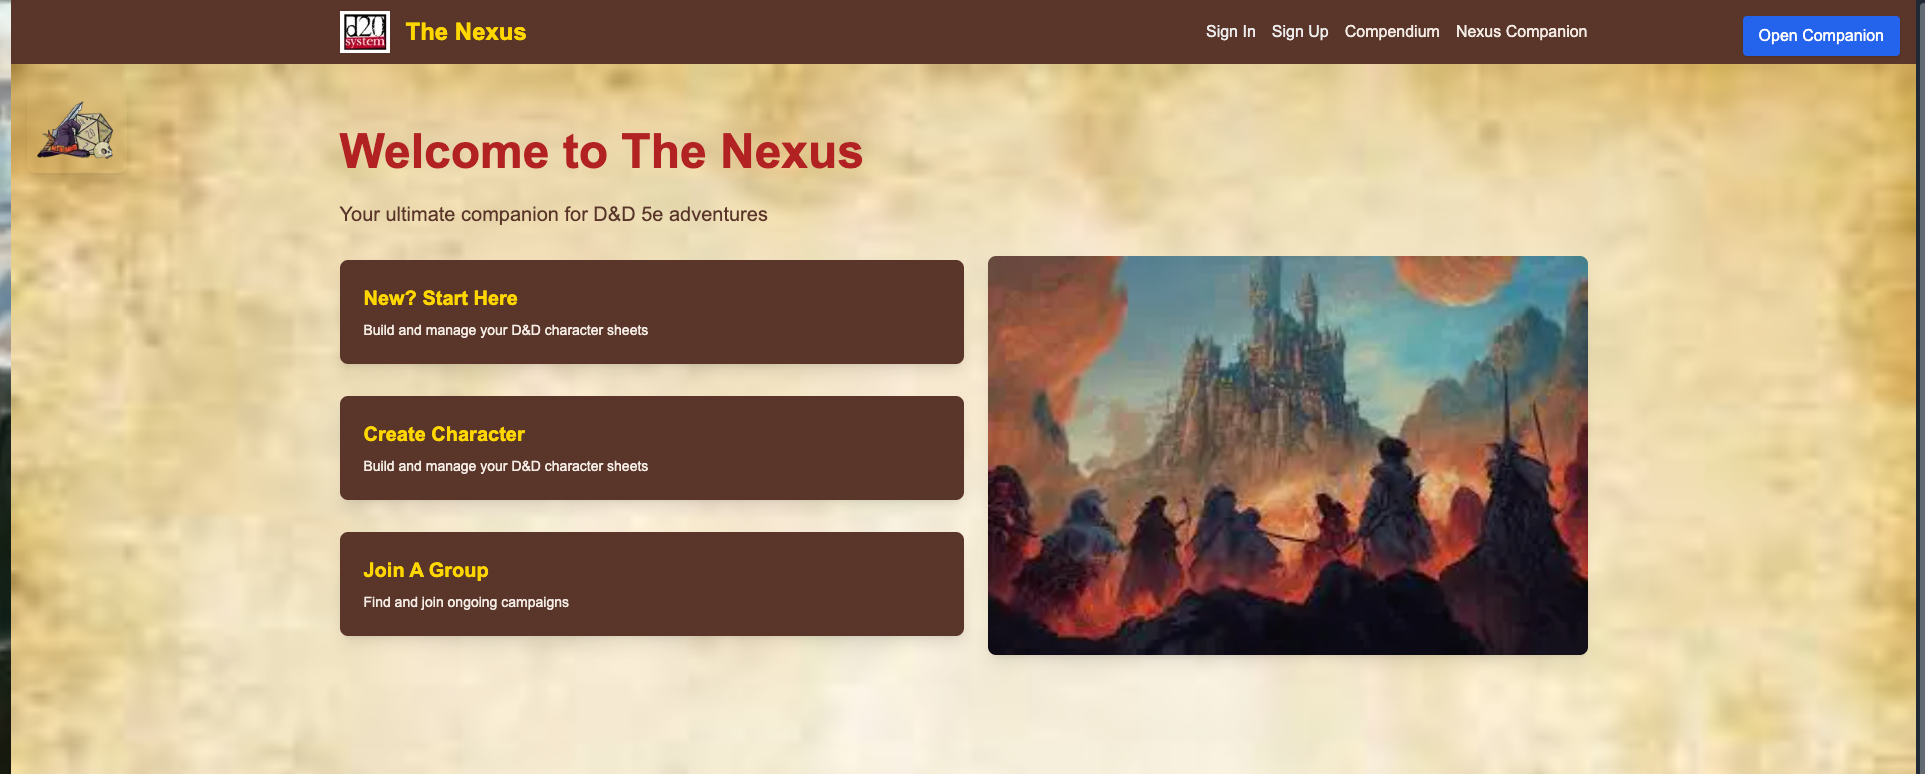 d20
system
The Nexus
Sign In
Sign Up
Compendium
Nexus Companion
Open Companion
20
Welcome to The Nexus
Your ultimate companion for D&D 5e adventures
New? Start Here
Build and manage your D&D character sheets
Create Character
Build and manage your D&D character sheets
Join A Group
Find and join ongoing campaigns